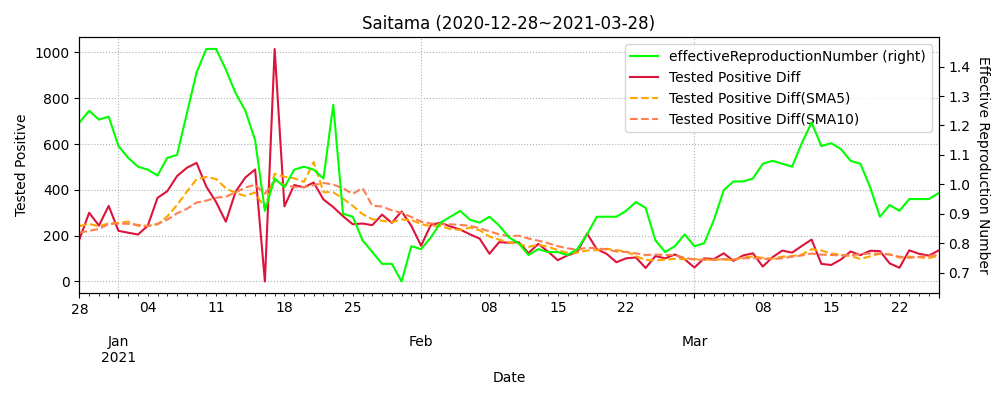 Saitama (2020-12-28~2021-03-28)
effectiveReproductionNumber (right)
Tested Positive Diff
Tested Positive Diff(SMA5)
Tested Positive Diff(SMA10)
Tested Positive
1000
800
600
400
200
0
Effective Reproduction Number
1.4
1.3
1.2
1.1
1.0
0.9
0.8
0.7
28 04 11 18 25 08 15 22 08 15 22
Jan Feb Mar
2021
Date